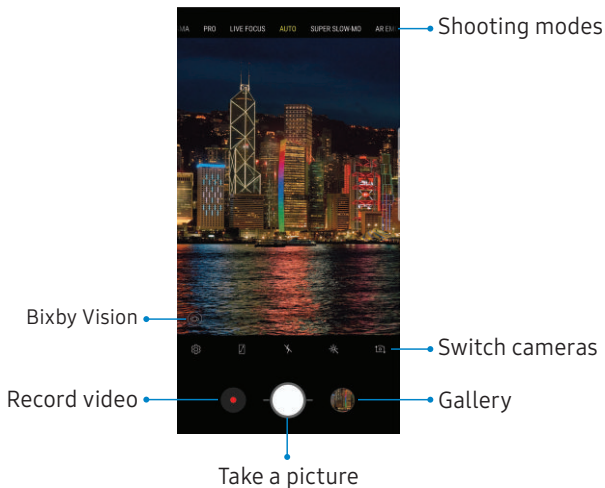 MA PRO LIVE FOCUS AUTO SUPER SLOW-MO AR EM
Shooting modes
Bixby Vision
Switch cameras
Record video
Gallery
Take a picture